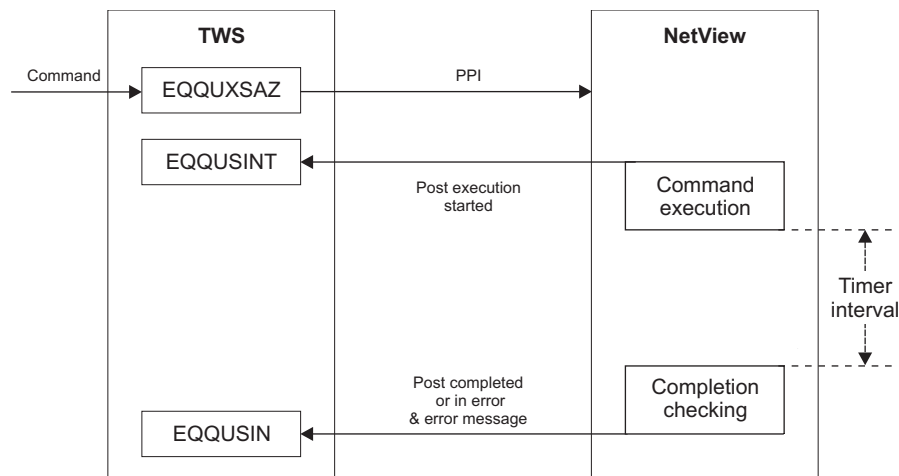 TWS
NetView
Command
EQQUXSAZ
PPI
EQQUSINT
Post execution
started
Command
execution
Timer
interval
Post completed
or in error
& error message
Completion
checking
EQQUSIN